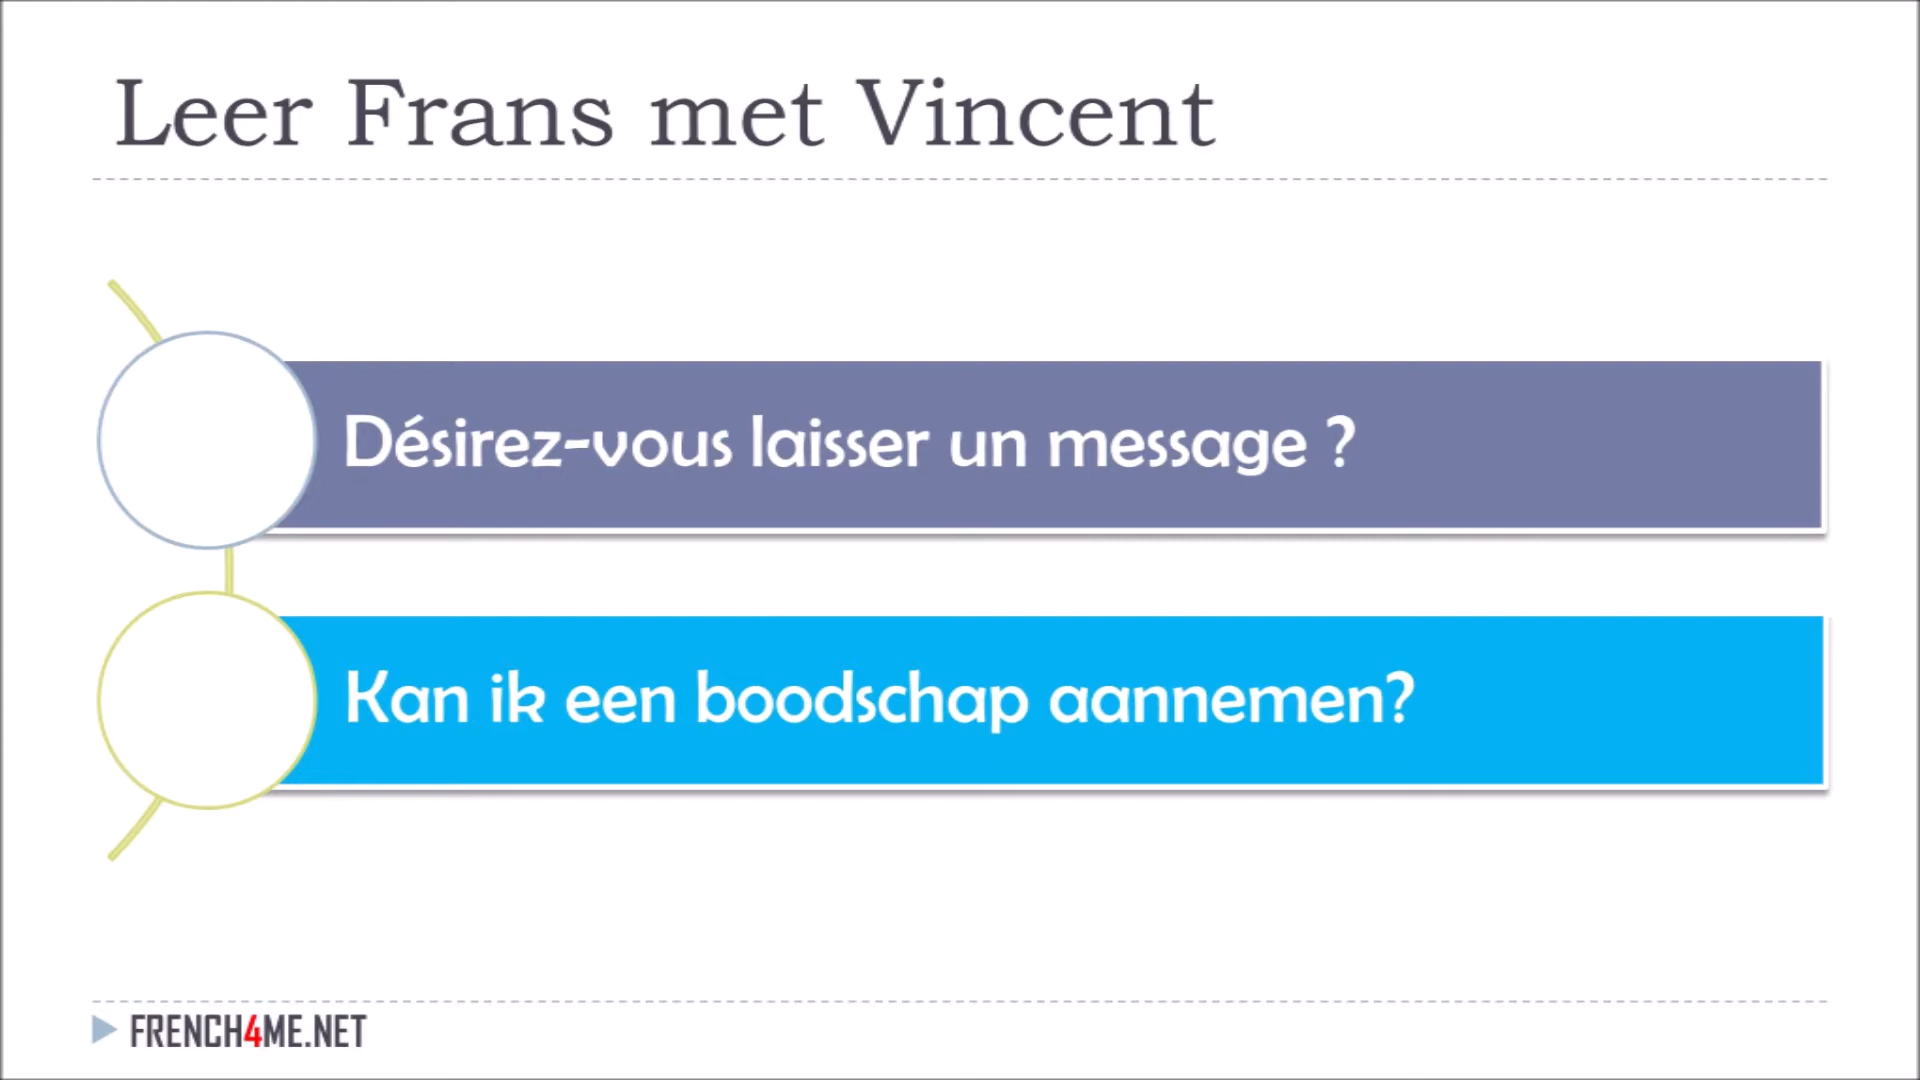 Leer Frans met Vincent
Désirez-vous laisser un message ?
Kan ik een boodschap aannemen?
FRENCH4ME.NET